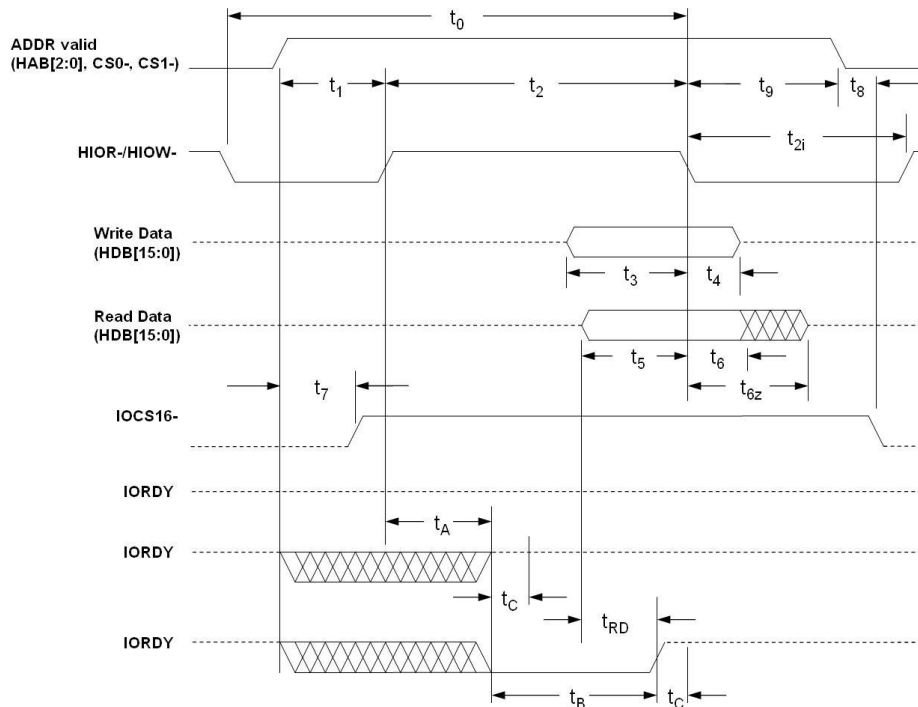 t0
ADDR valid
(HAB[2:0], CS0-, CS1-)
t1
t2
t9
t8
t2i
HIOR-/HIOW-
Write Data
(HDB[15:0])
t3
t4
Read Data
(HDB[15:0])
t5
t6
t7
t6z
IOCS16-
IORDY
tA
IORDY
tC
tRD
IORDY
tB
tC